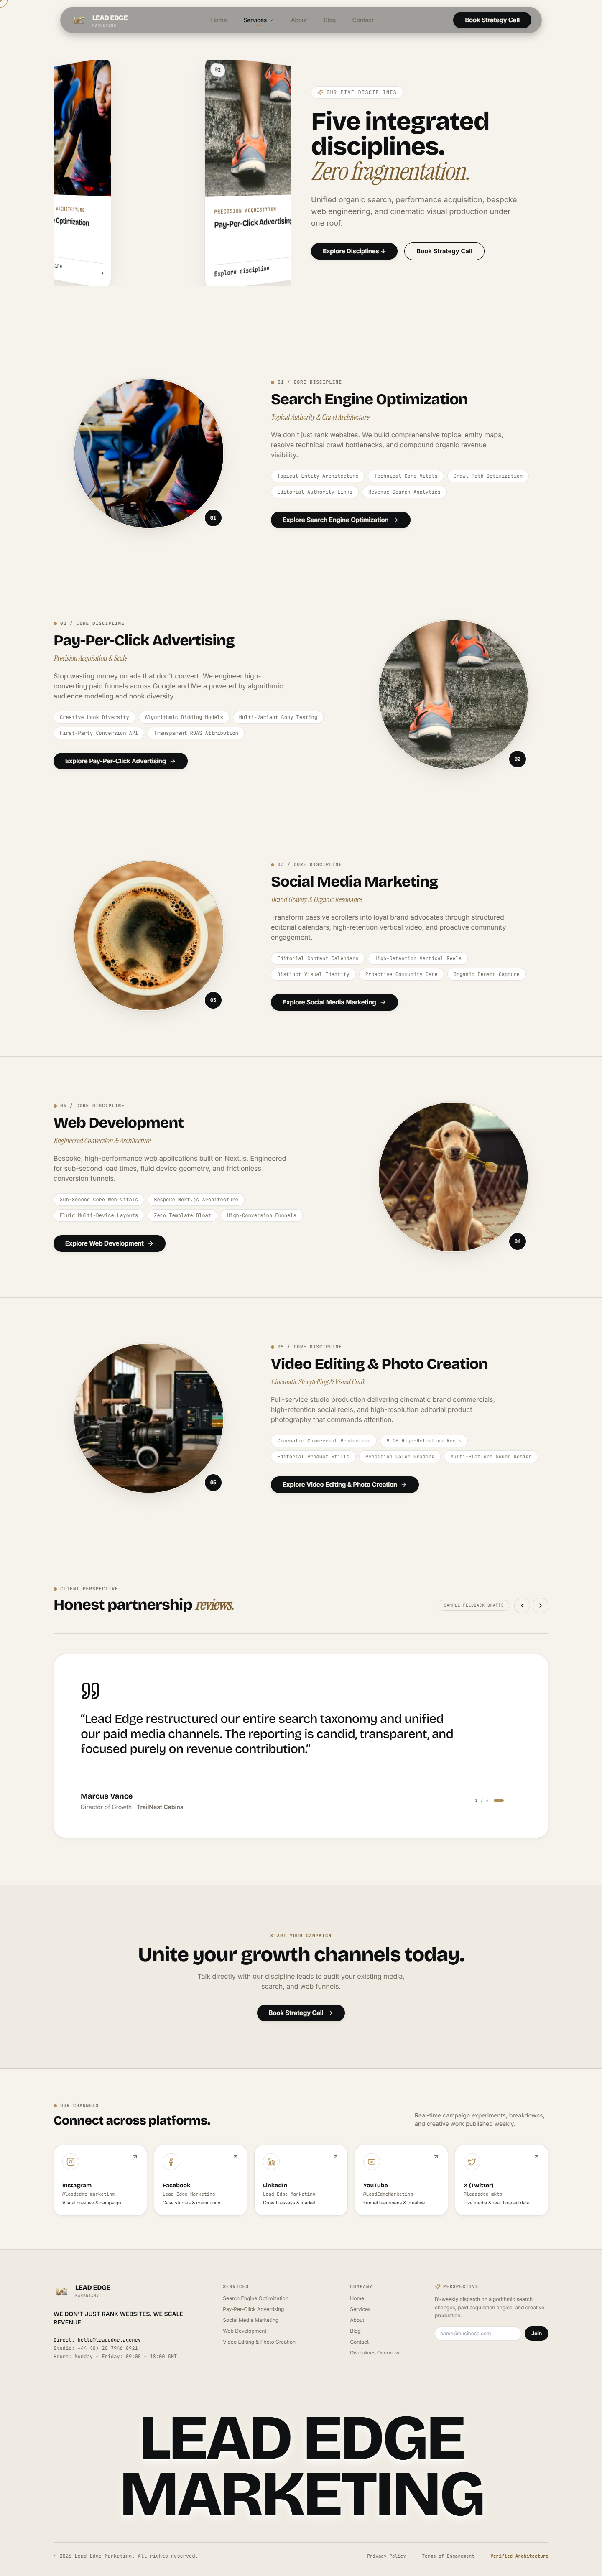 LEAD EDGE
MARKETING
Home
Services
About
Blog
Contact
Book Strategy Call
ARCHITECTURE
Optimization
02
PRECISION ACQUISITION
Pay-Per-Click Advertising
Explore discipline
OUR FIVE DISCIPLINES
Five integrated
disciplines.
Zero fragmentation.
Unified organic search, performance acquisition, bespoke
web engineering, and cinematic visual production under
one roof.
Explore Disciplines ↓
Book Strategy Call
01 / CORE DISCIPLINE
Search Engine Optimization
Topical Authority & Crawl Architecture
We don't just rank websites. We build comprehensive topical entity maps,
resolve technical crawl bottlenecks, and compound organic revenue
visibility.
Topical Entity Architecture
Technical Core Vitals
Crawl Path Optimization
Editorial Authority Links
Revenue Search Analytics
Explore Search Engine Optimization →
01
02 / CORE DISCIPLINE
Pay-Per-Click Advertising
Precision Acquisition & Scale
Stop wasting money on ads that don't convert. We engineer high-
converting paid funnels across Google and Meta powered by algorithmic
audience modeling and hook diversity.
Creative Hook Diversity
Algorithmic Bidding Models
Multi-Variant Copy Testing
First-Party Conversion API
Transparent ROAS Attribution
Explore Pay-Per-Click Advertising →
02
03 / CORE DISCIPLINE
Social Media Marketing
Brand Gravity & Organic Resonance
Transform passive scrollers into loyal brand advocates through structured
editorial calendars, high-retention vertical video, and proactive community
engagement.
Editorial Content Calendars
High-Retention Vertical Reels
Distinct Visual Identity
Proactive Community Care
Organic Demand Capture
Explore Social Media Marketing →
03
04 / CORE DISCIPLINE
Web Development
Engineered Conversion & Architecture
Bespoke, high-performance web applications built on Next.js. Engineered
for sub-second load times, fluid device geometry, and frictionless
conversion funnels.
Sub-Second Core Web Vitals
Bespoke Next.js Architecture
Fluid Multi-Device Layouts
Zero Template Bloat
High-Conversion Funnels
Explore Web Development →
04
05 / CORE DISCIPLINE
Video Editing & Photo Creation
Cinematic Storytelling & Visual Craft
Full-service studio production delivering cinematic brand commercials,
high-retention social reels, and high-resolution editorial product
photography that commands attention.
Cinematic Commercial Production
9:16 High-Retention Reels
Editorial Product Stills
Precision Color Grading
Multi-Platform Sound Design
Explore Video Editing & Photo Creation →
05
CLIENT PERSPECTIVE
Honest partnership reviews.
SAMPLE FEEDBACK DRAFTS
"Lead Edge restructured our entire search taxonomy and unified
our paid media channels. The reporting is candid, transparent, and
focused purely on revenue contribution."
Marcus Vance
Director of Growth · TrailNest Cabins
1 / 4
START YOUR CAMPAIGN
Unite your growth channels today.
Talk directly with our discipline leads to audit your existing media,
search, and web funnels.
Book Strategy Call →
OUR CHANNELS
Connect across platforms.
Real-time campaign experiments, breakdowns,
and creative work published weekly.
Instagram
@leadedge_marketing
Visual creative & campaign...
Facebook
Lead Edge Marketing
Case studies & community...
LinkedIn
Lead Edge Marketing
Growth essays & market...
YouTube
@LeadEdgeMarketing
Funnel teardowns & creative...
X (Twitter)
@leadedge_mktg
Live media & real-time ad data
LEAD EDGE
MARKETING
WE DON'T JUST RANK WEBSITES. WE SCALE
REVENUE.
Direct: hello@leadedge.agency
Studio: +44 (0) 20 7946 0921
Hours: Monday – Friday: 09:00 – 18:00 GMT
SERVICES
Search Engine Optimization
Pay-Per-Click Advertising
Social Media Marketing
Web Development
Video Editing & Photo Creation
COMPANY
Home
Services
About
Blog
Contact
Disciplines Overview
PERSPECTIVE
Bi-weekly dispatch on algorithmic search
changes, paid acquisition angles, and creative
production.
name@business.com
Join
LEAD EDGE
MARKETING
© 2026 Lead Edge Marketing. All rights reserved.
Privacy Policy · Terms of Engagement · Verified Architecture